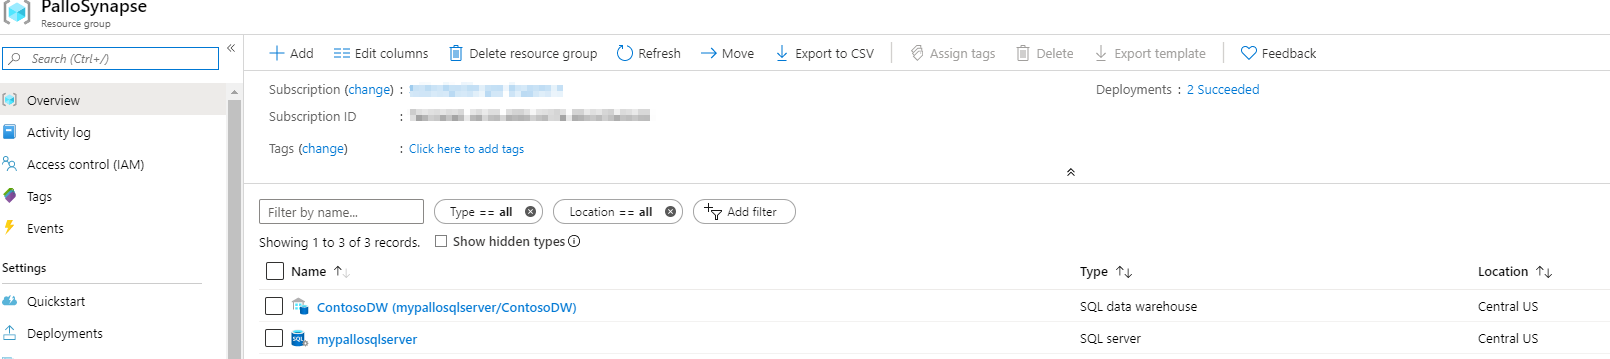 PalloSynapse
Resource group
Search (Ctrl+/)
«
Overview
Activity log
Access control (IAM)
Tags
Events
Settings
Quickstart
Deployments
Add Edit columns Delete resource group Refresh Move Export to CSV Assign tags Delete Export template Feedback
Subscription (change) :
Deployments : 2 Succeeded
Subscription ID :
Tags (change) : Click here to add tags
Filter by name... Type == all Location == all Add filter
Showing 1 to 3 of 3 records. Show hidden types
Name Type Location
ContosoDW (mypallosqlserver/ContosoDW) SQL data warehouse Central US
mypallosqlserver SQL server Central US